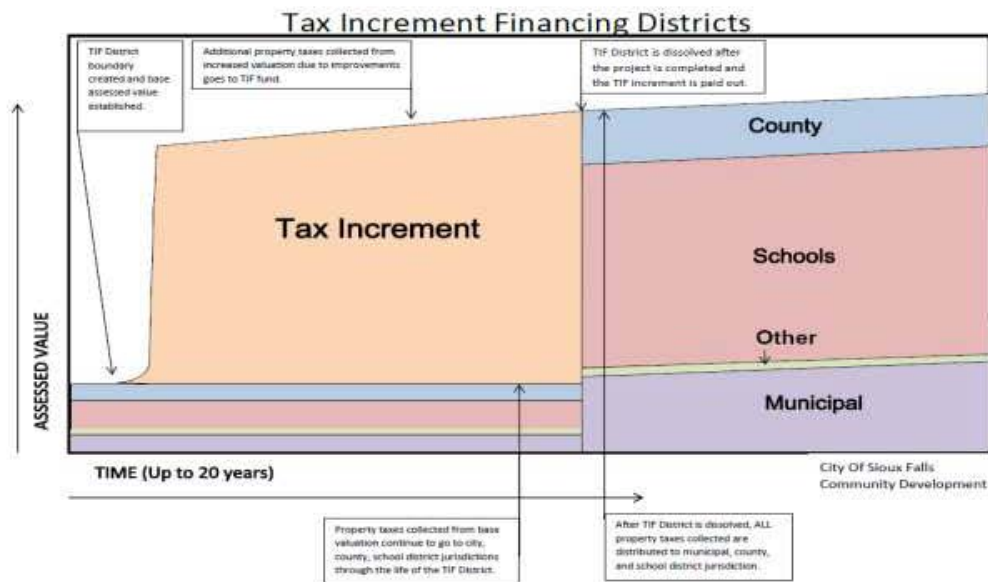 Tax Increment Financing Districts
TIF District
boundary
created and base
assessed value
established.
Additional property taxes collected from
increased valuation due to improvements
goes to TIF fund.
TIF District is dissolved after
the project is completed and
the TIF increment is paid out.
County
Tax Increment
Schools
Other
Municipal
ASSESSED VALUE
TIME (Up to 20 years)
City Of Sioux Falls
Community Development
Property taxes collected from base
valuation continue to go to city,
county, school district jurisdictions
through the life of the TIF District.
After TIF District is dissolved, ALL
property taxes collected are
distributed to municipal, county,
and school district jurisdiction.